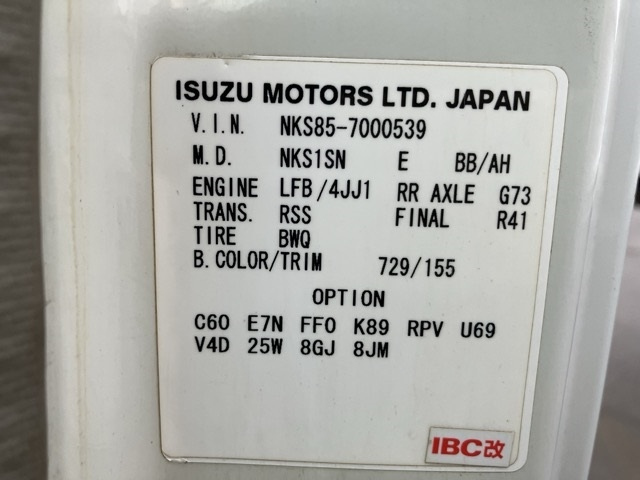 ISUZU MOTORS LTD. JAPAN
V.I.N. NKS85-7000539
M.D. NKS1SN E BB/AH
ENGINE LFB/4JJ1 RR AXLE G73
TRANS. RSS FINAL R41
TIRE BWQ
B.COLOR/TRIM 729/155
OPTION
C60 E7N FF0 K89 RPV U69
V4D 25W 8GJ 8JM
IBC改